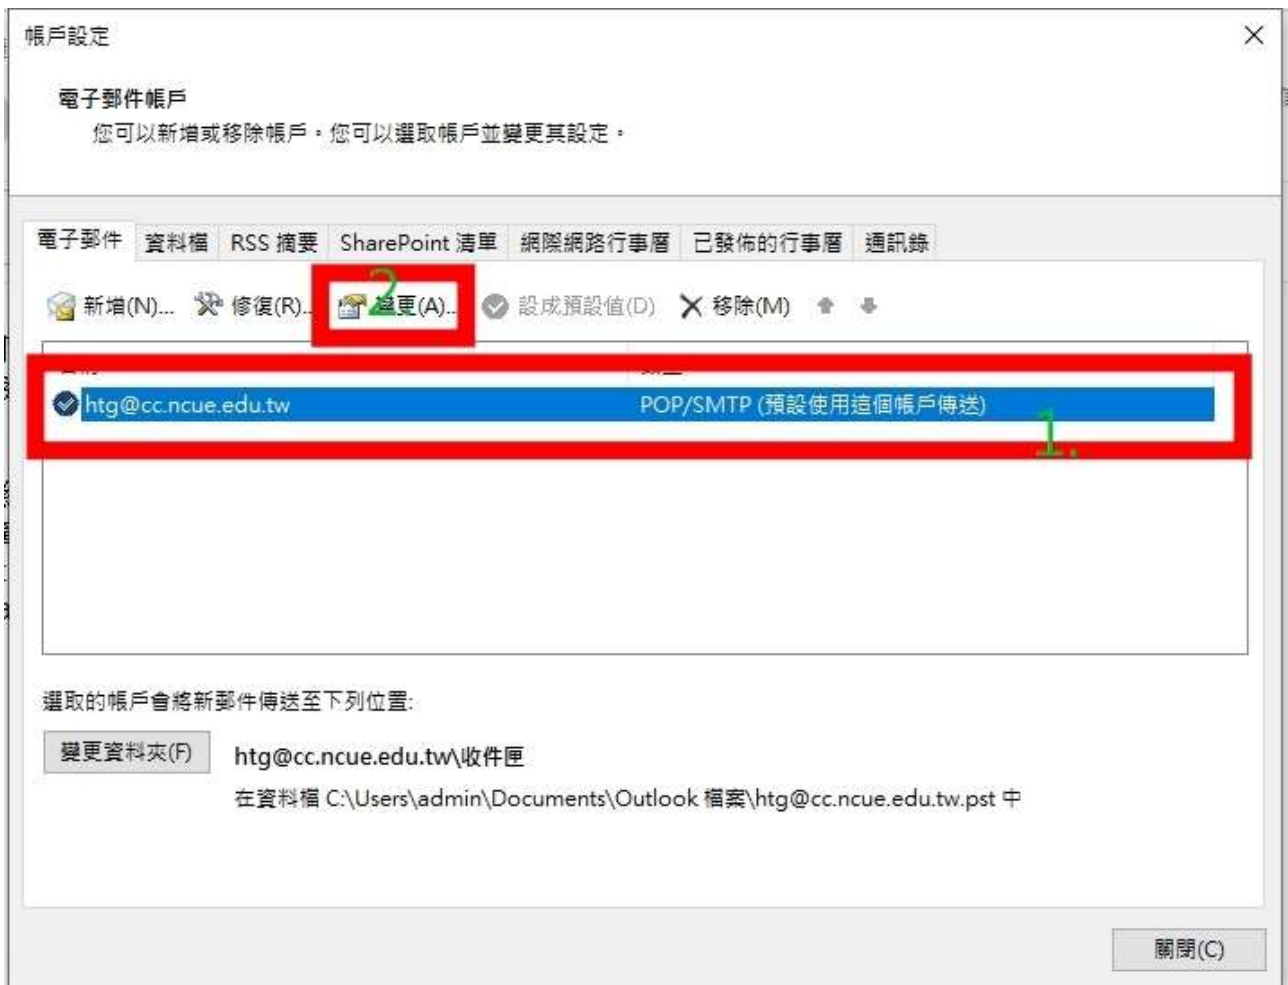 帳戶設定
電子郵件帳戶
您可以新增或移除帳戶。您可以選取帳戶並變更其設定。
電子郵件 資料檔 RSS 摘要 SharePoint 清單 網際網路行事曆 已發佈的行事曆 通訊錄
新增(N)... 修復(R)... 2 變更(A)... 設成預設值(D) 移除(M)
htg@cc.ncue.edu.tw POP/SMTP (預設使用這個帳戶傳送)
1.
選取的帳戶會將新郵件傳送至下列位置:
變更資料夾(F) htg@cc.ncue.edu.tw\收件匣
在資料檔 C:\Users\admin\Documents\Outlook 檔案\htg@cc.ncue.edu.tw.pst 中
關閉(C)